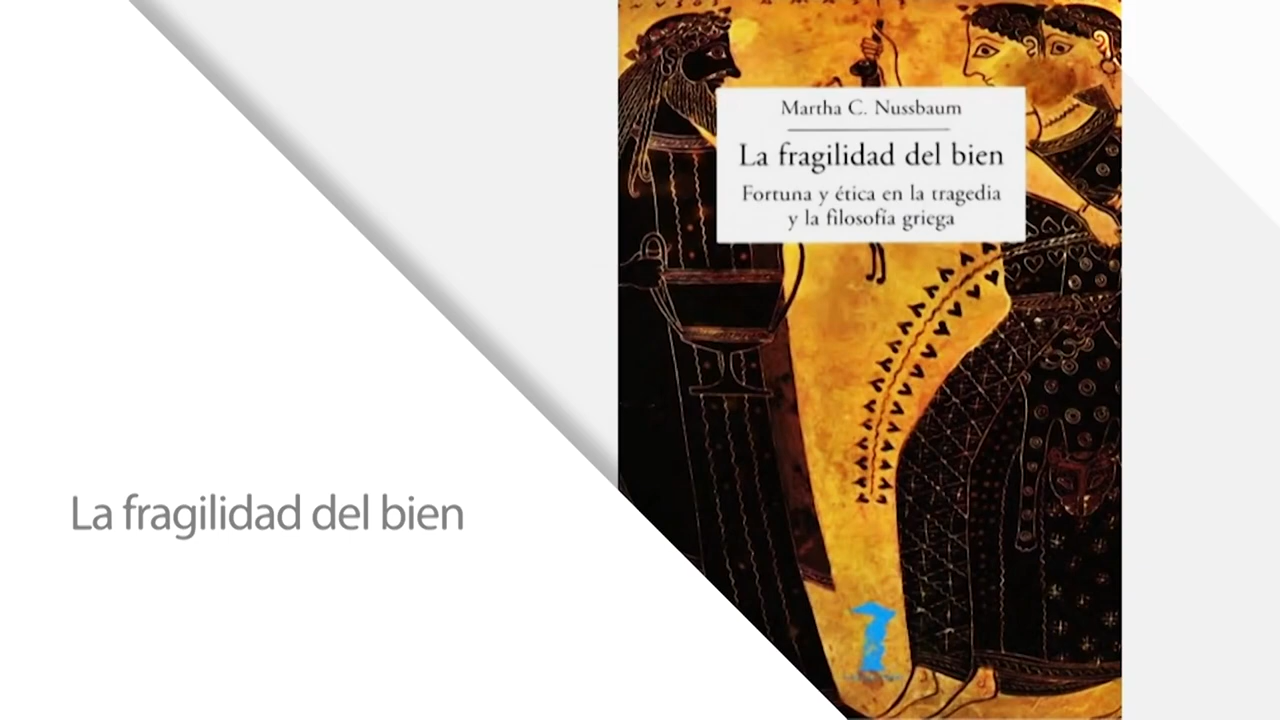 Martha C. Nussbaum
La fragilidad del bien
Fortuna y ética en la tragedia
y la filosofía griega
La fragilidad del bien